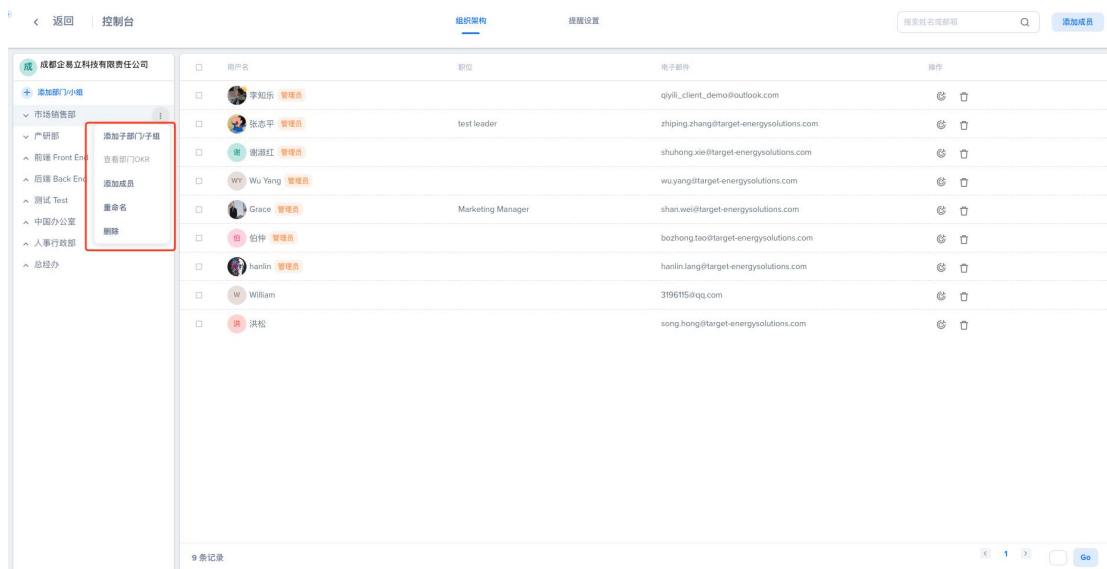 返回 控制台 组织架构 提醒设置 搜索姓名或邮箱 添加成员
成 成都企易立科技有限责任公司
添加部门/小组
市场销售部
产研部
前端 Front End
后端 Back End
测试 Test
中国办公室
人事行政部
总经办
添加子部门/子组
查看部门OKR
添加成员
重命名
删除
用户名 职位 电子邮件 操作
李知乐 管理员 qiyili_client_demo@outlook.com
张志平 管理员 test leader zhiping.zhang@target-energysolutions.com
谢 谢淑红 管理员 shuhong.xie@target-energysolutions.com
WY Wu Yang 管理员 wu.yang@target-energysolutions.com
Grace 管理员 Marketing Manager shan.wei@target-energysolutions.com
伯 伯仲 管理员 bozhong.tao@target-energysolutions.com
hanlin 管理员 hanlin.lang@target-energysolutions.com
W William 3196115@qq.com
洪 洪松 song.hong@target-energysolutions.com
9 条记录 1 Go